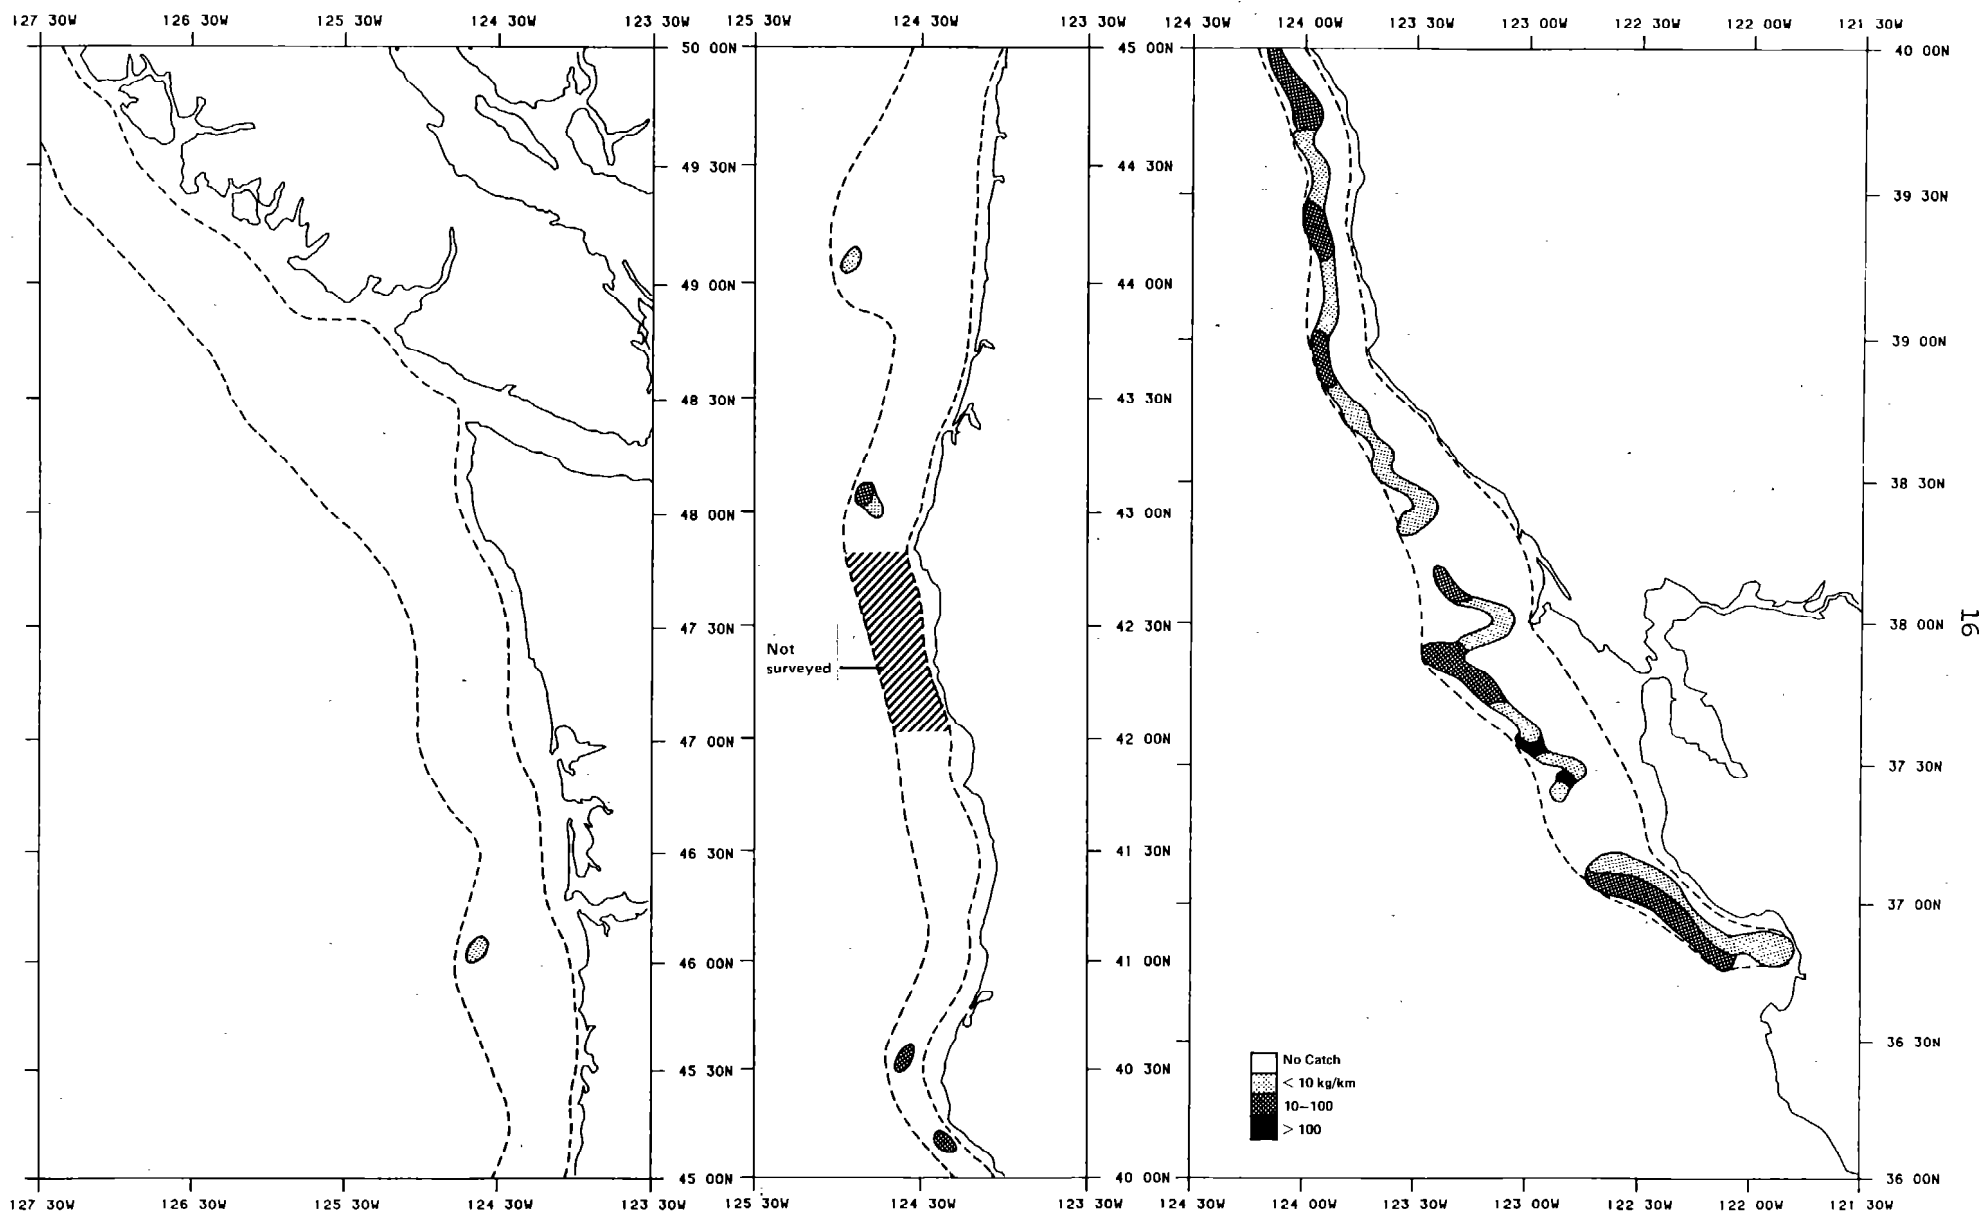 127 30W 126 30W 125 30W 124 30W 123 30W
125 30W 124 30W 123 30W
124 30W 124 00W 123 30W 123 00W 122 30W 122 00W 121 30W
50 00N
49 30N
49 00N
48 30N
48 00N
47 30N
47 00N
46 30N
46 00N
45 30N
45 00N
45 00N
44 30N
44 00N
43 30N
43 00N
42 30N
42 00N
41 30N
41 00N
40 30N
40 00N
Not
surveyed
40 00N
39 30N
39 00N
38 30N
38 00N
37 30N
37 00N
36 30N
36 00N
No Catch
< 10 kg/km
10–100
> 100
127 30W 126 30W 125 30W 124 30W 123 30W
125 30W 124 30W 123 30W
124 30W 124 00W 123 30W 123 00W 122 30W 122 00W 121 30W
16